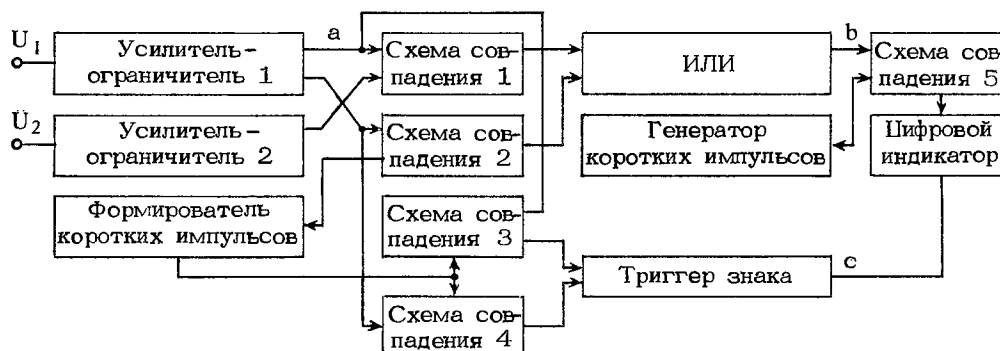 U1
Усилитель-
ограничитель 1
a
Схема сов-
падения 1
ИЛИ
b
Схема сов-
падения 5
U2
Усилитель-
ограничитель 2
Схема сов-
падения 2
Генератор
коротких импульсов
Цифровой
индикатор
Формирователь
коротких импульсов
Схема сов-
падения 3
Триггер знака
c
Схема сов-
падения 4